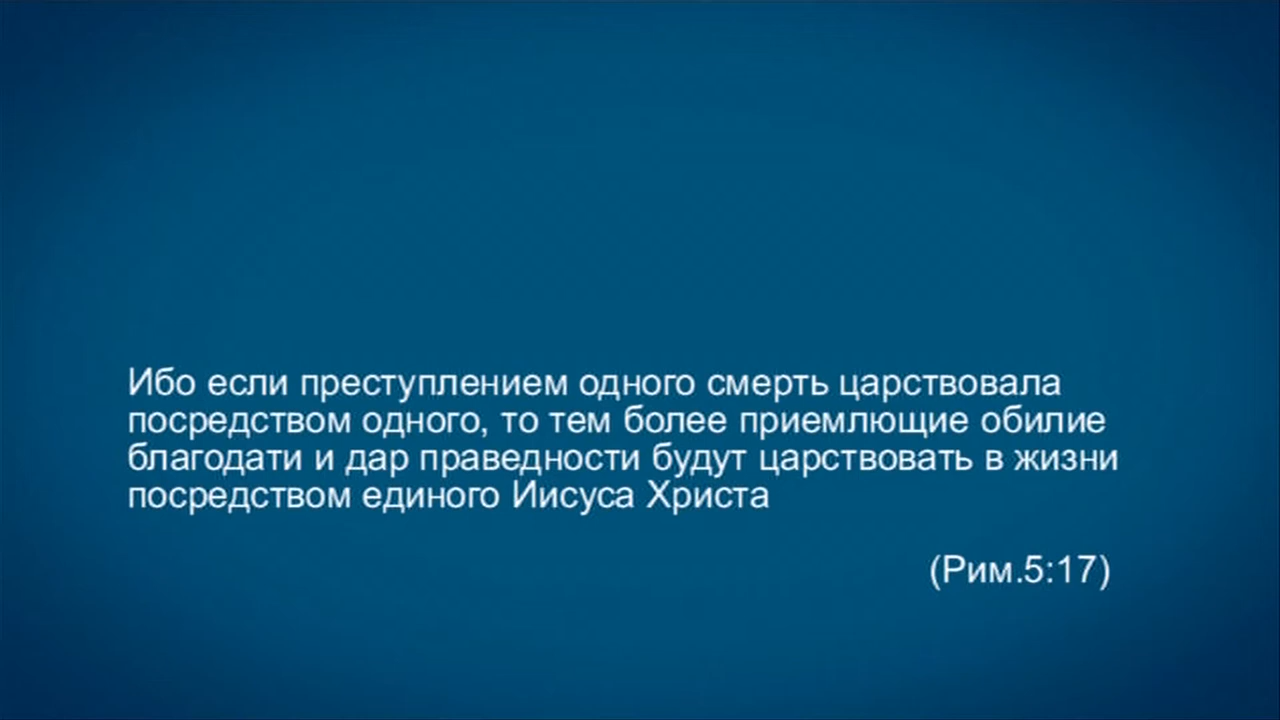 Ибо если преступлением одного смерть царствовала
посредством одного, то тем более приемлющие обилие
благодати и дар праведности будут царствовать в жизни
посредством единого Иисуса Христа
(Рим.5:17)